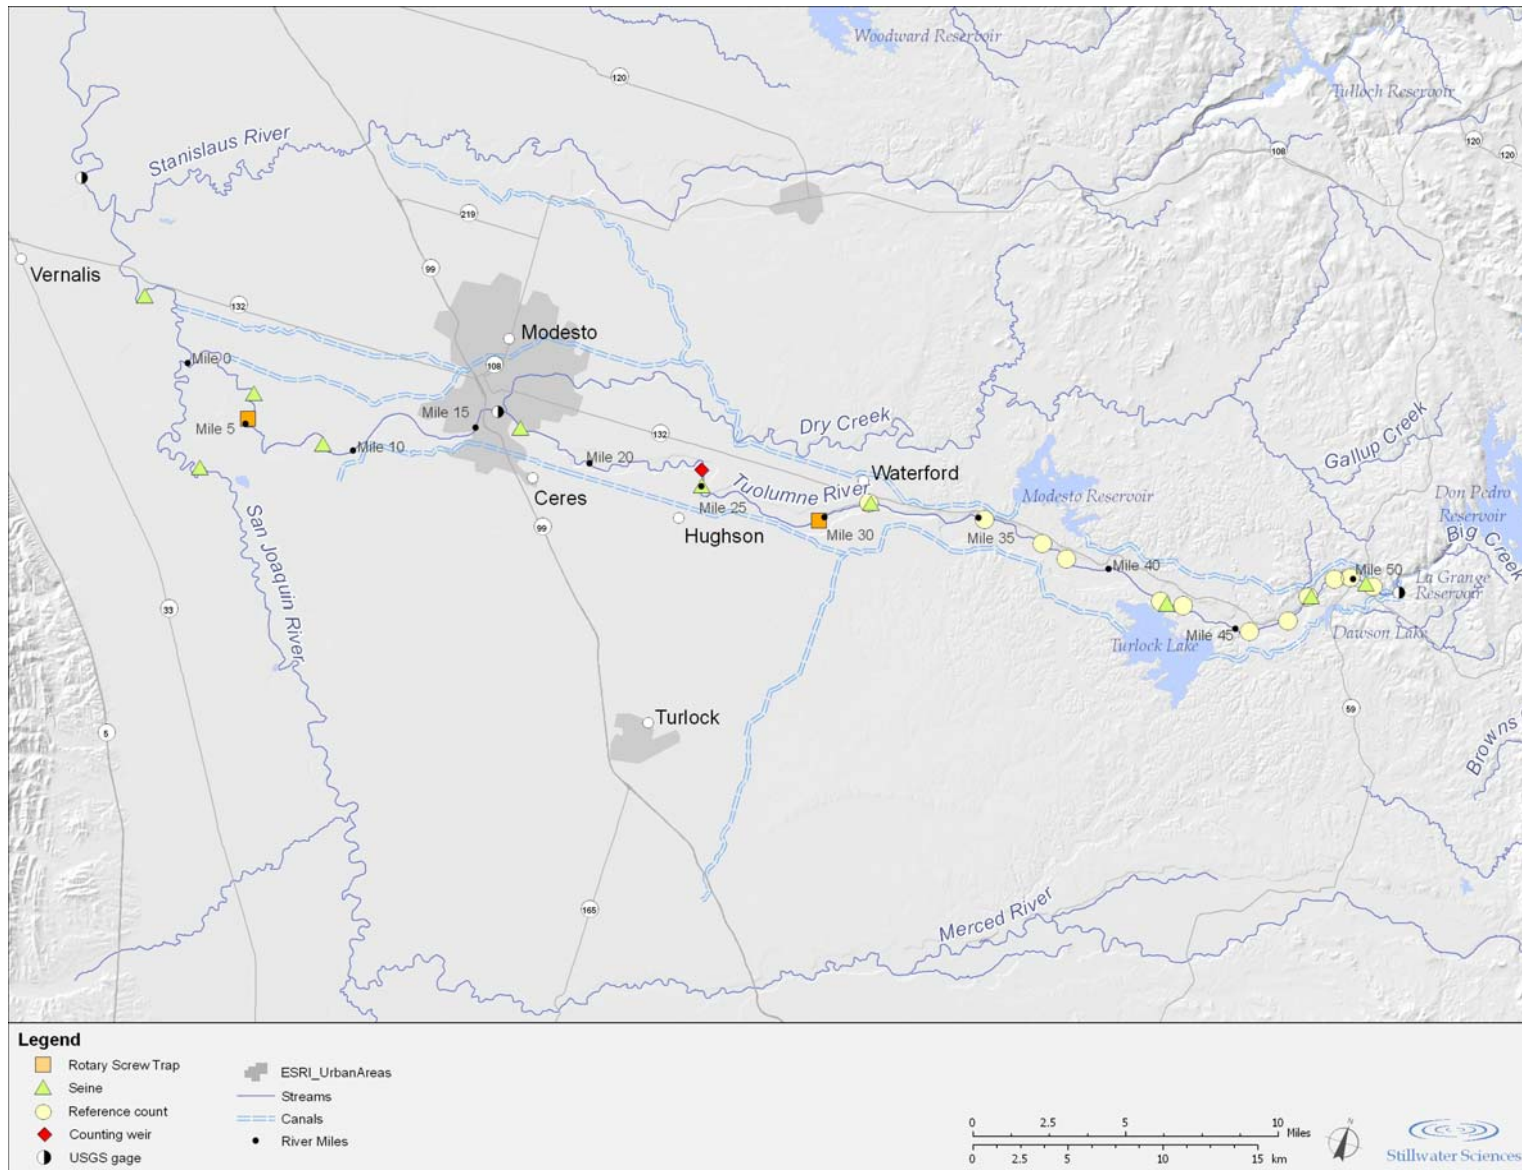 Woodward Reservoir
120
Tulloch Reservoir
Stanislaus River
108
120
120
219
Vernalis
99
132
Modesto
Mile 0
108
Mile 15
Mile 5
Mile 10
132
Dry Creek
Gallup Creek
Mile 20
Waterford
Ceres
Tuolumne River
Modesto Reservoir
Don Pedro
Reservoir
Mile 25
99
Hughson
Mile 30
Mile 35
Big Creek
San Joaquin River
Mile 40
Mile 50
La Grange
Reservoir
33
Mile 45
Turlock Lake
Dawson Lake
Turlock
5
59
Browns
165
Merced River
Legend
Rotary Screw Trap
Seine
Reference count
Counting weir
USGS gage
ESRI_UrbanAreas
Streams
Canals
River Miles
0 2.5 5 10
Miles
0 2.5 5 10 15 km
N
Stillwater Sciences